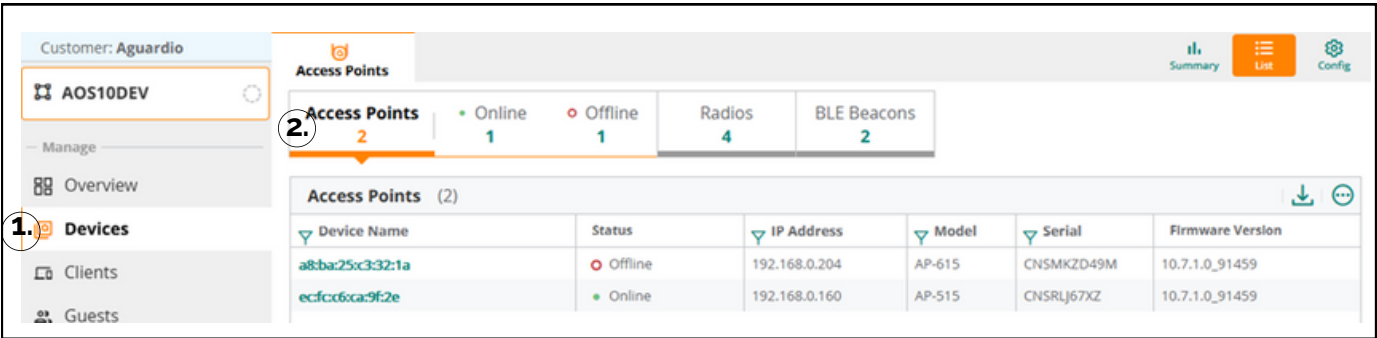 Customer: Aguardio
AOS10DEV
Manage
Overview
1. Devices
Clients
Guests
Access Points
Summary
List
Config
2. Access Points 2
Online 1
Offline 1
Radios 4
BLE Beacons 2
Access Points (2)
Device Name Status IP Address Model Serial Firmware Version
a8:ba:25:c3:32:1a Offline 192.168.0.204 AP-615 CNSMKZD49M 10.7.1.0_91459
ec:fc:c6:ca:9f:2e Online 192.168.0.160 AP-515 CNSRLJ67XZ 10.7.1.0_91459